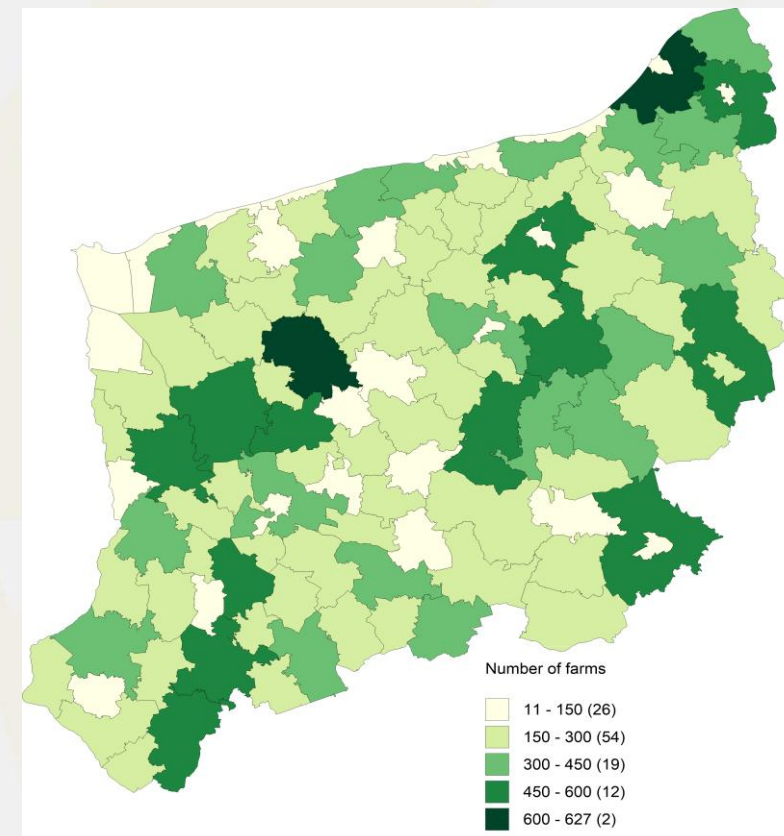 Number of farms
11 - 150 (26)
150 - 300 (54)
300 - 450 (19)
450 - 600 (12)
600 - 627 (2)